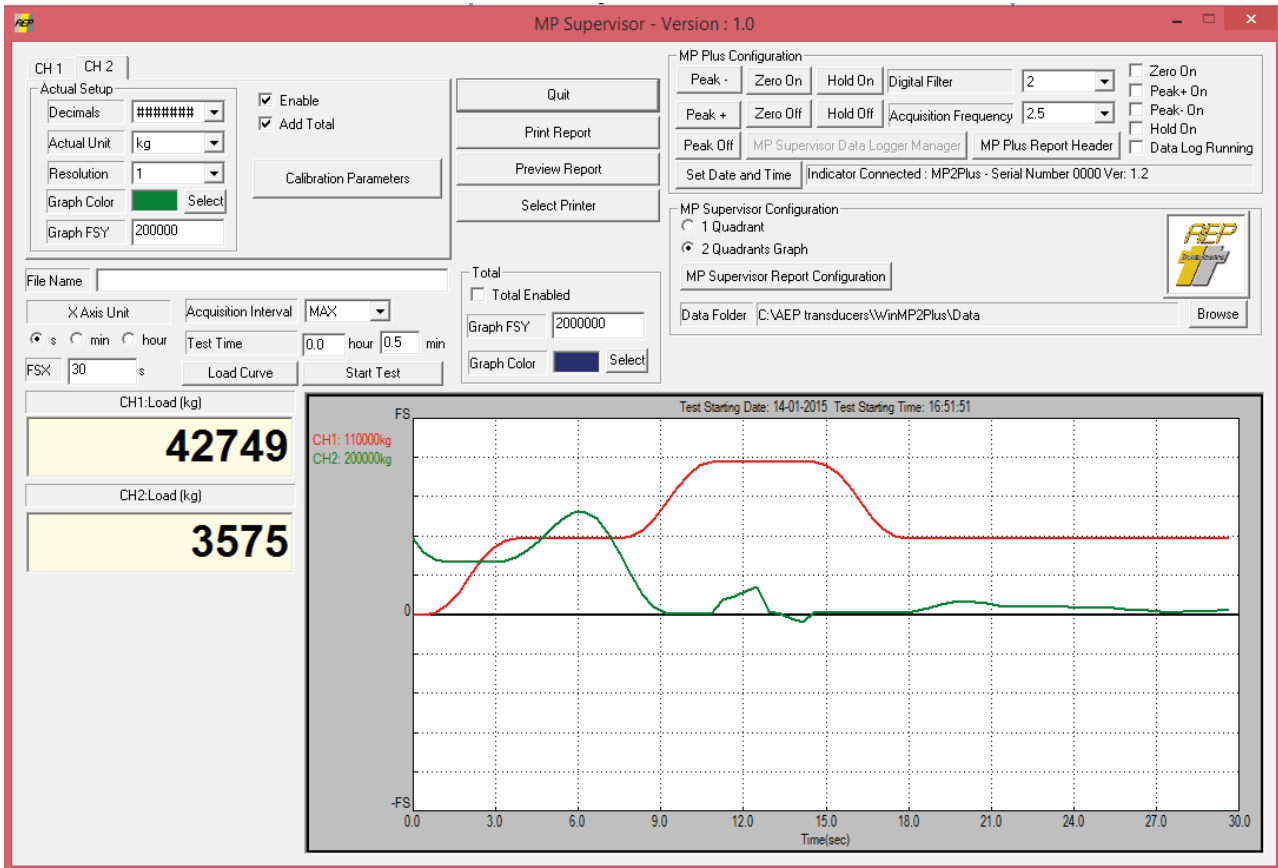 MP Supervisor - Version : 1.0
CH 1
CH 2
Actual Setup
Decimals
#######
Actual Unit
kg
Resolution
1
Graph Color
Select
Graph FSY
200000
Enable
Add Total
Calibration Parameters
Quit
Print Report
Preview Report
Select Printer
MP Plus Configuration
Peak -
Zero On
Hold On
Digital Filter
2
Peak +
Zero Off
Hold Off
Acquisition Frequency
2.5
Peak Off
MP Supervisor Data Logger Manager
MP Plus Report Header
Zero On
Peak+ On
Peak- On
Hold On
Data Log Running
Set Date and Time
Indicator Connected : MP2Plus - Serial Number 0000 Ver: 1.2
MP Supervisor Configuration
1 Quadrant
2 Quadrants Graph
MP Supervisor Report Configuration
AEP
Data Folder
C:\AEP transducers\WinMP2Plus\Data
Browse
File Name
X Axis Unit
s
min
hour
FSX
30
s
Acquisition Interval
MAX
Test Time
0.0
hour
0.5
min
Load Curve
Start Test
Total
Total Enabled
Graph FSY
2000000
Graph Color
Select
CH1:Load (kg)
42749
CH2:Load (kg)
3575
Test Starting Date: 14-01-2015 Test Starting Time: 16:51:51
FS
CH1: 110000kg
CH2: 200000kg
0
-FS
0.0 3.0 6.0 9.0 12.0 15.0 18.0 21.0 24.0 27.0 30.0
Time(sec)